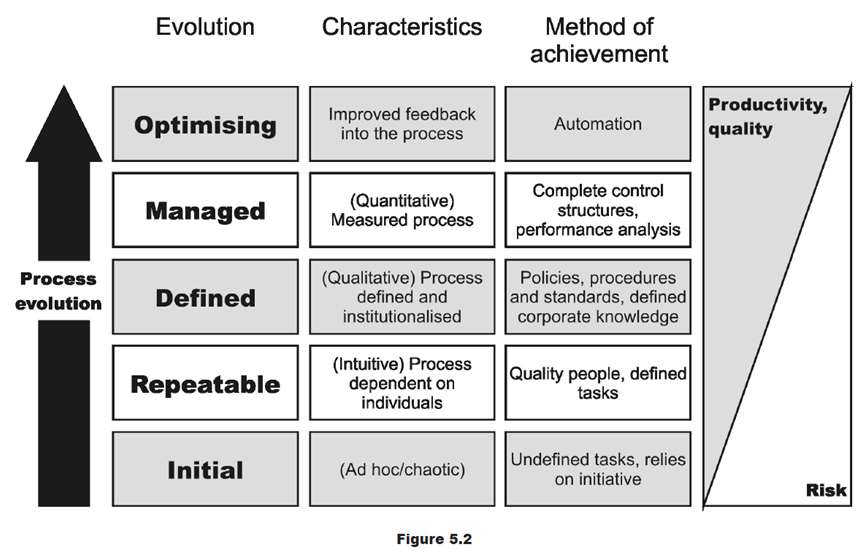 Evolution
Characteristics
Method of
achievement
Process
evolution
Optimising
Improved feedback
into the process
Automation
Managed
(Quantitative)
Measured process
Complete control
structures,
performance analysis
Defined
(Qualitative) Process
defined and
institutionalised
Policies, procedures
and standards, defined
corporate knowledge
Repeatable
(Intuitive) Process
dependent on
individuals
Quality people, defined
tasks
Initial
(Ad hoc/chaotic)
Undefined tasks, relies
on initiative
Productivity,
quality
Risk
Figure 5.2